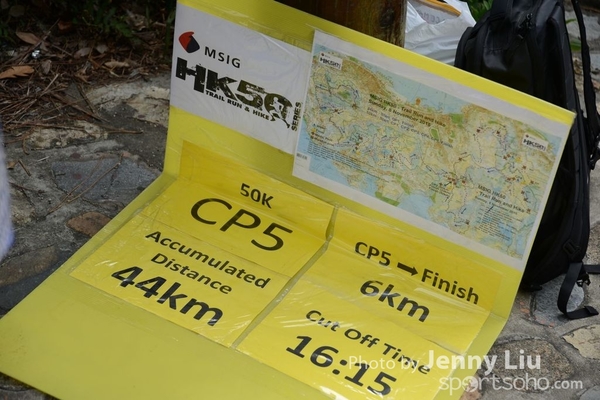 MSIG
HK50
SERIES
TRAIL RUN & HIKE
50K
CP5
Accumulated
Distance
44km
CP5 → Finish
6km
Cut Off Time
16:15
Photo by Jenny Liu
sportsoho.com